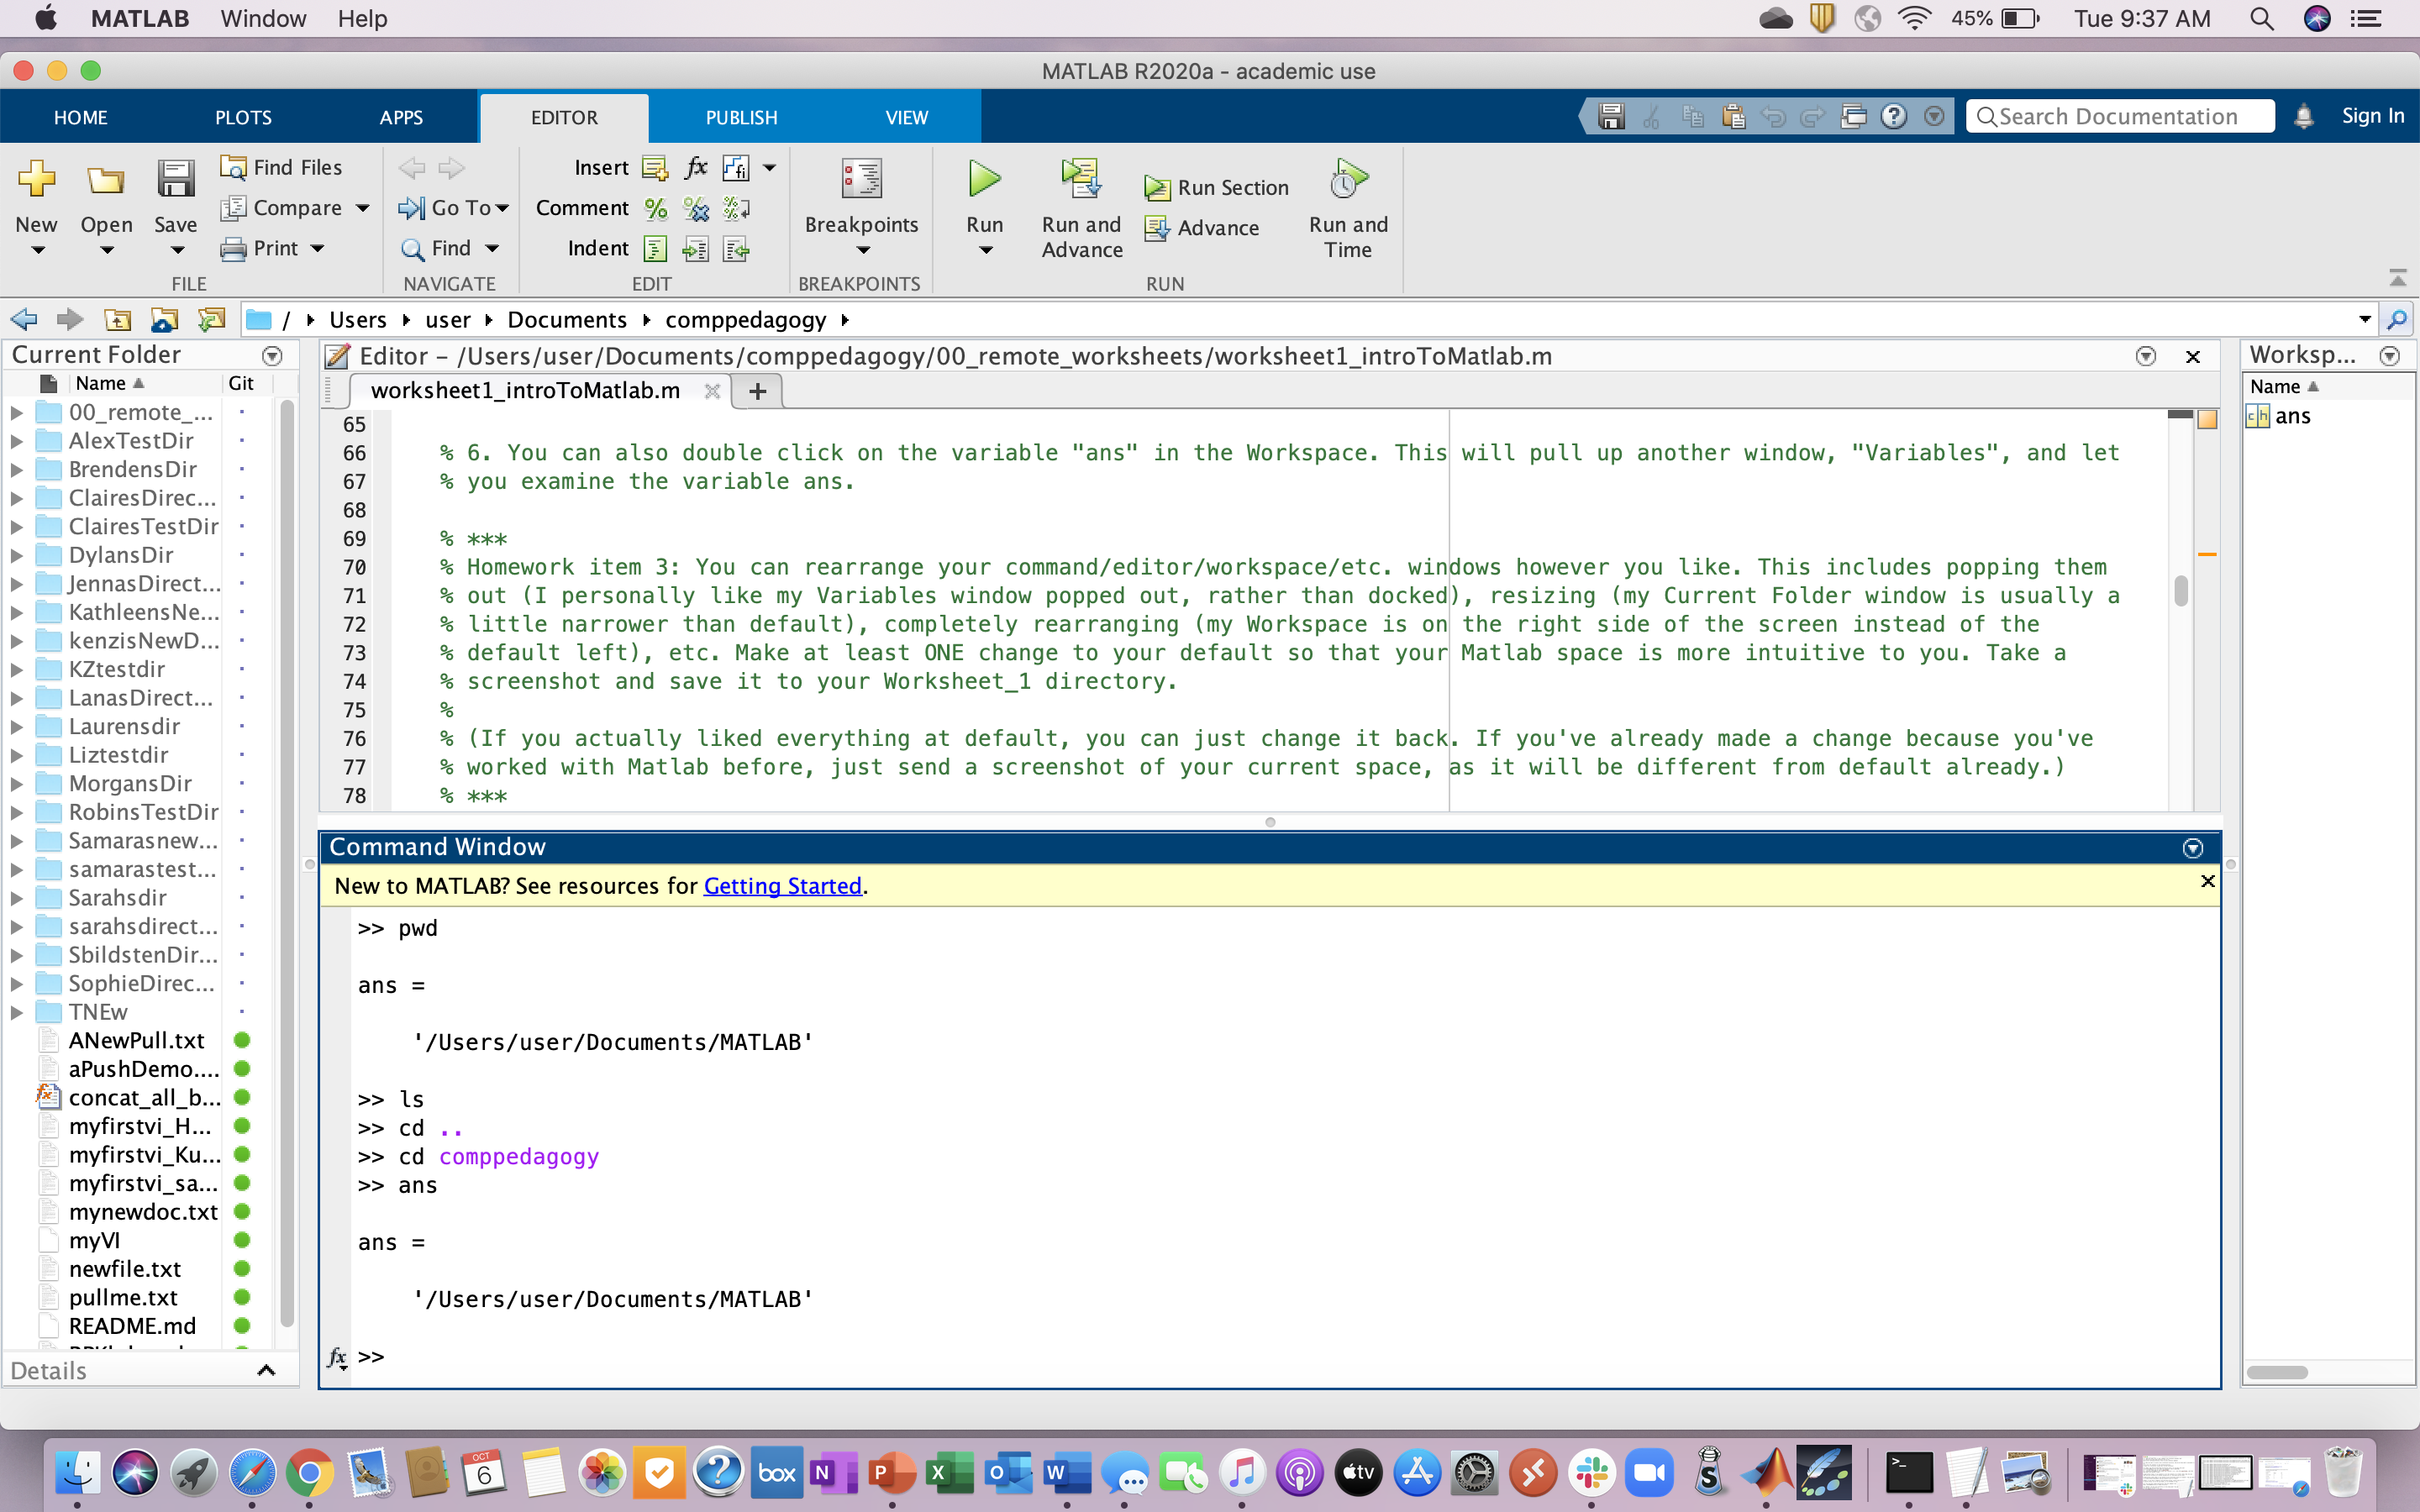 MATLAB Window Help 45% Tue 9:37 AM
MATLAB R2020a - academic use
HOME PLOTS APPS EDITOR PUBLISH VIEW Search Documentation Sign In
New
Open
Save
Find Files
Compare
Print
FILE
Go To
Find
NAVIGATE
Insert fx fi
Comment % %
Indent
EDIT
Breakpoints
BREAKPOINTS
Run
Run and
Advance
Run Section
Advance
Run and
Time
RUN
/ Users user Documents comppedagogy
Current Folder
Name Git
00_remote_...
AlexTestDir
BrendensDir
ClairesDirec...
ClairesTestDir
DylansDir
JennasDirect...
KathleensNe...
kenzisNewD...
KZtestdir
LanasDirect...
Laurensdir
Liztestdir
MorgansDir
RobinsTestDir
Samarasnew...
samarastest...
Sarahsdir
sarahsdirect...
SbildstenDir...
SophieDirec...
TNEw
ANewPull.txt
aPushDemo....
concat_all_b...
myfirstvi_H...
myfirstvi_Ku...
myfirstvi_sa...
mynewdoc.txt
myVI
newfile.txt
pullme.txt
README.md
Details
Editor – /Users/user/Documents/comppedagogy/00_remote_worksheets/worksheet1_introToMatlab.m
worksheet1_introToMatlab.m +
65
66 % 6. You can also double click on the variable "ans" in the Workspace. This will pull up another window, "Variables", and let
67 % you examine the variable ans.
68
69 % ***
70 % Homework item 3: You can rearrange your command/editor/workspace/etc. windows however you like. This includes popping them
71 % out (I personally like my Variables window popped out, rather than docked), resizing (my Current Folder window is usually a
72 % little narrower than default), completely rearranging (my Workspace is on the right side of the screen instead of the
73 % default left), etc. Make at least ONE change to your default so that your Matlab space is more intuitive to you. Take a
74 % screenshot and save it to your Worksheet_1 directory.
75 %
76 % (If you actually liked everything at default, you can just change it back. If you've already made a change because you've
77 % worked with Matlab before, just send a screenshot of your current space, as it will be different from default already.)
78 % ***
Command Window
New to MATLAB? See resources for Getting Started.
>> pwd
ans =
'/Users/user/Documents/MATLAB'
>> ls
>> cd ..
>> cd comppedagogy
>> ans
ans =
'/Users/user/Documents/MATLAB'
fx >>
Worksp...
Name
ch ans
OCT
6
box N P X O W tv S